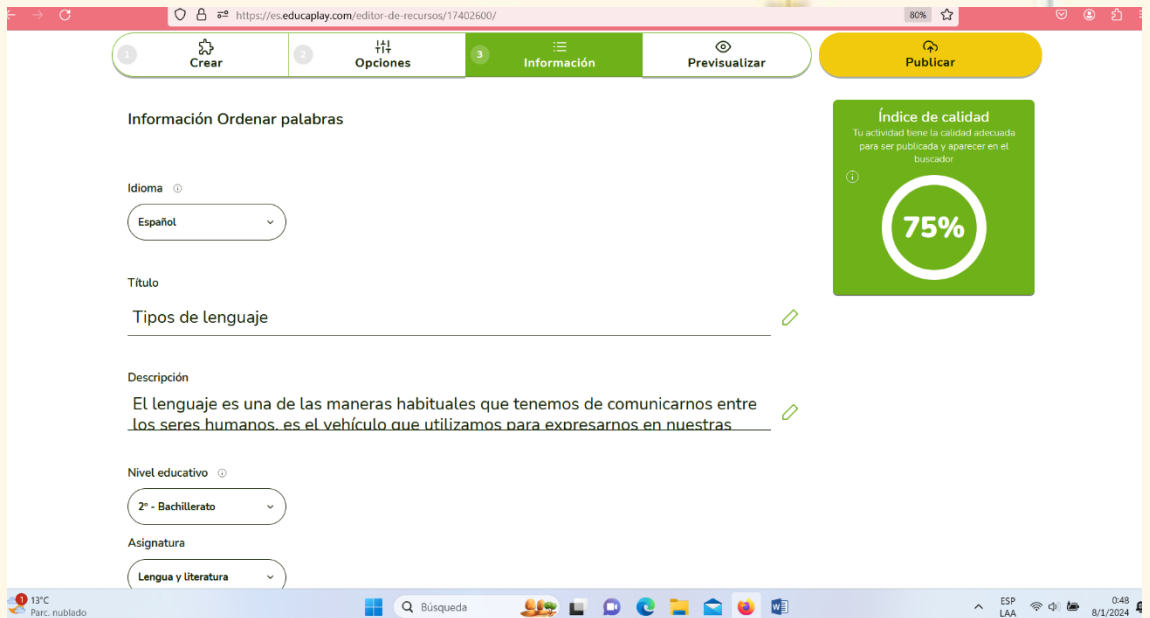 https://es.educaplay.com/editor-de-recursos/17402600/
80%
1 Crear
2 Opciones
3 Información
Previsualizar
Publicar
Información Ordenar palabras
Índice de calidad
Tu actividad tiene la calidad adecuada
para ser publicada y aparecer en el
buscador
75%
Idioma
Español
Título
Tipos de lenguaje
Descripción
El lenguaje es una de las maneras habituales que tenemos de comunicarnos entre
los seres humanos, es el vehículo que utilizamos para expresarnos en nuestras
Nivel educativo
2º - Bachillerato
Asignatura
Lengua y literatura
1
13°C
Parc. nublado
Búsqueda
ESP
LAA
0:48
8/1/2024